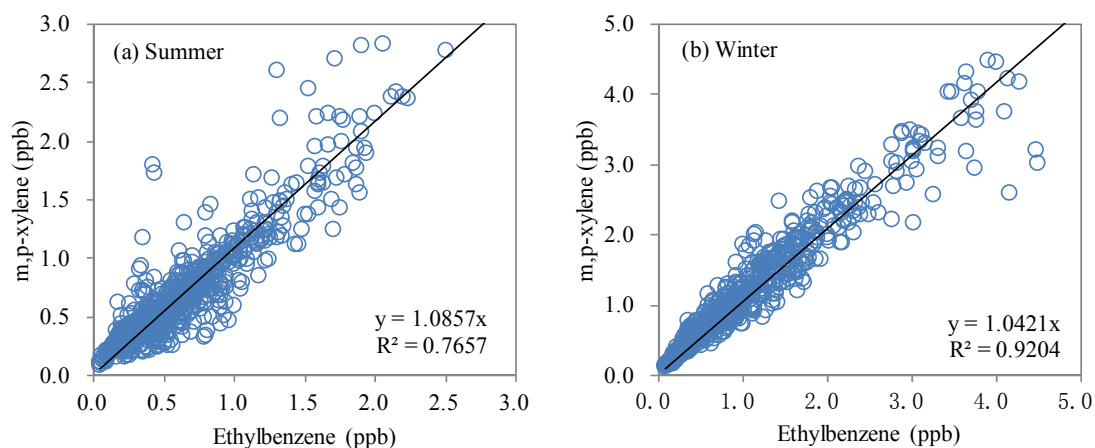 (a) Summer
3.0
2.5
2.0
1.5
1.0
0.5
0.0
m,p-xylene (ppb)
y = 1.0857x
R² = 0.7657
0.0 0.5 1.0 1.5 2.0 2.5 3.0
Ethylbenzene (ppb)
(b) Winter
5.0
4.0
3.0
2.0
1.0
0.0
m,p-xylene (ppb)
y = 1.0421x
R² = 0.9204
0.0 1.0 2.0 3.0 4.0 5.0
Ethylbenzene (ppb)